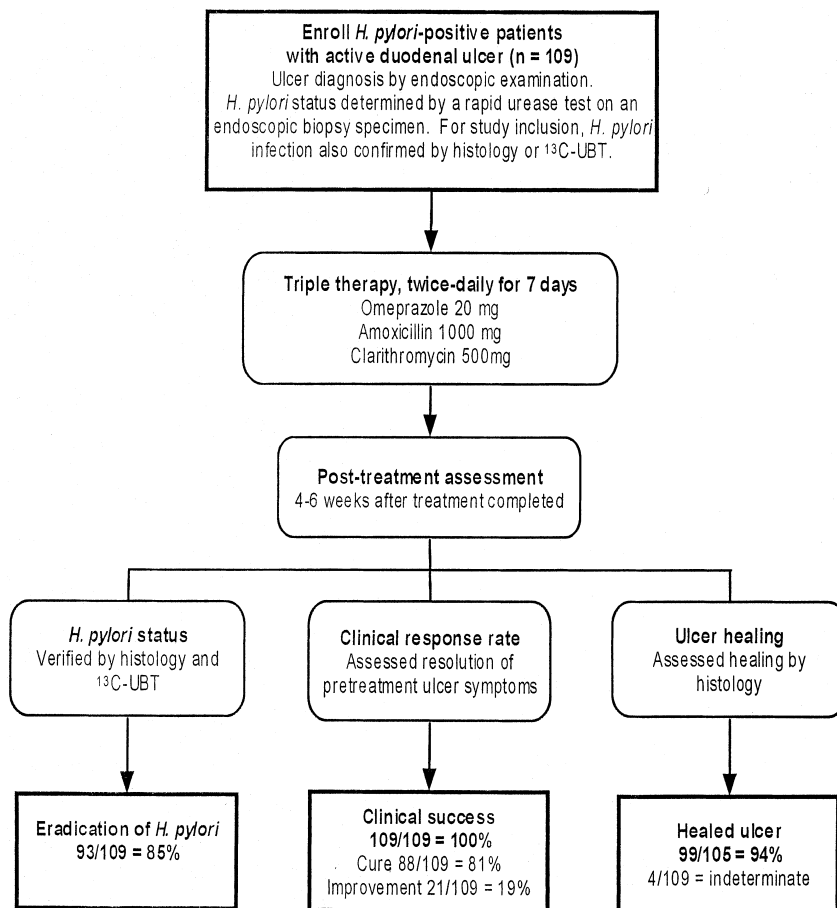 Enroll H. pylori-positive patients
with active duodenal ulcer (n = 109)
Ulcer diagnosis by endoscopic examination.
H. pylori status determined by a rapid urease test on an
endoscopic biopsy specimen. For study inclusion, H. pylori
infection also confirmed by histology or ¹³C-UBT.
Triple therapy, twice-daily for 7 days
Omeprazole 20 mg
Amoxicillin 1000 mg
Clarithromycin 500mg
Post-treatment assessment
4-6 weeks after treatment completed
H. pylori status
Verified by histology and
¹³C-UBT
Clinical response rate
Assessed resolution of
pretreatment ulcer symptoms
Ulcer healing
Assessed healing by
histology
Eradication of H. pylori
93/109 = 85%
Clinical success
109/109 = 100%
Cure 88/109 = 81%
Improvement 21/109 = 19%
Healed ulcer
99/105 = 94%
4/109 = indeterminate